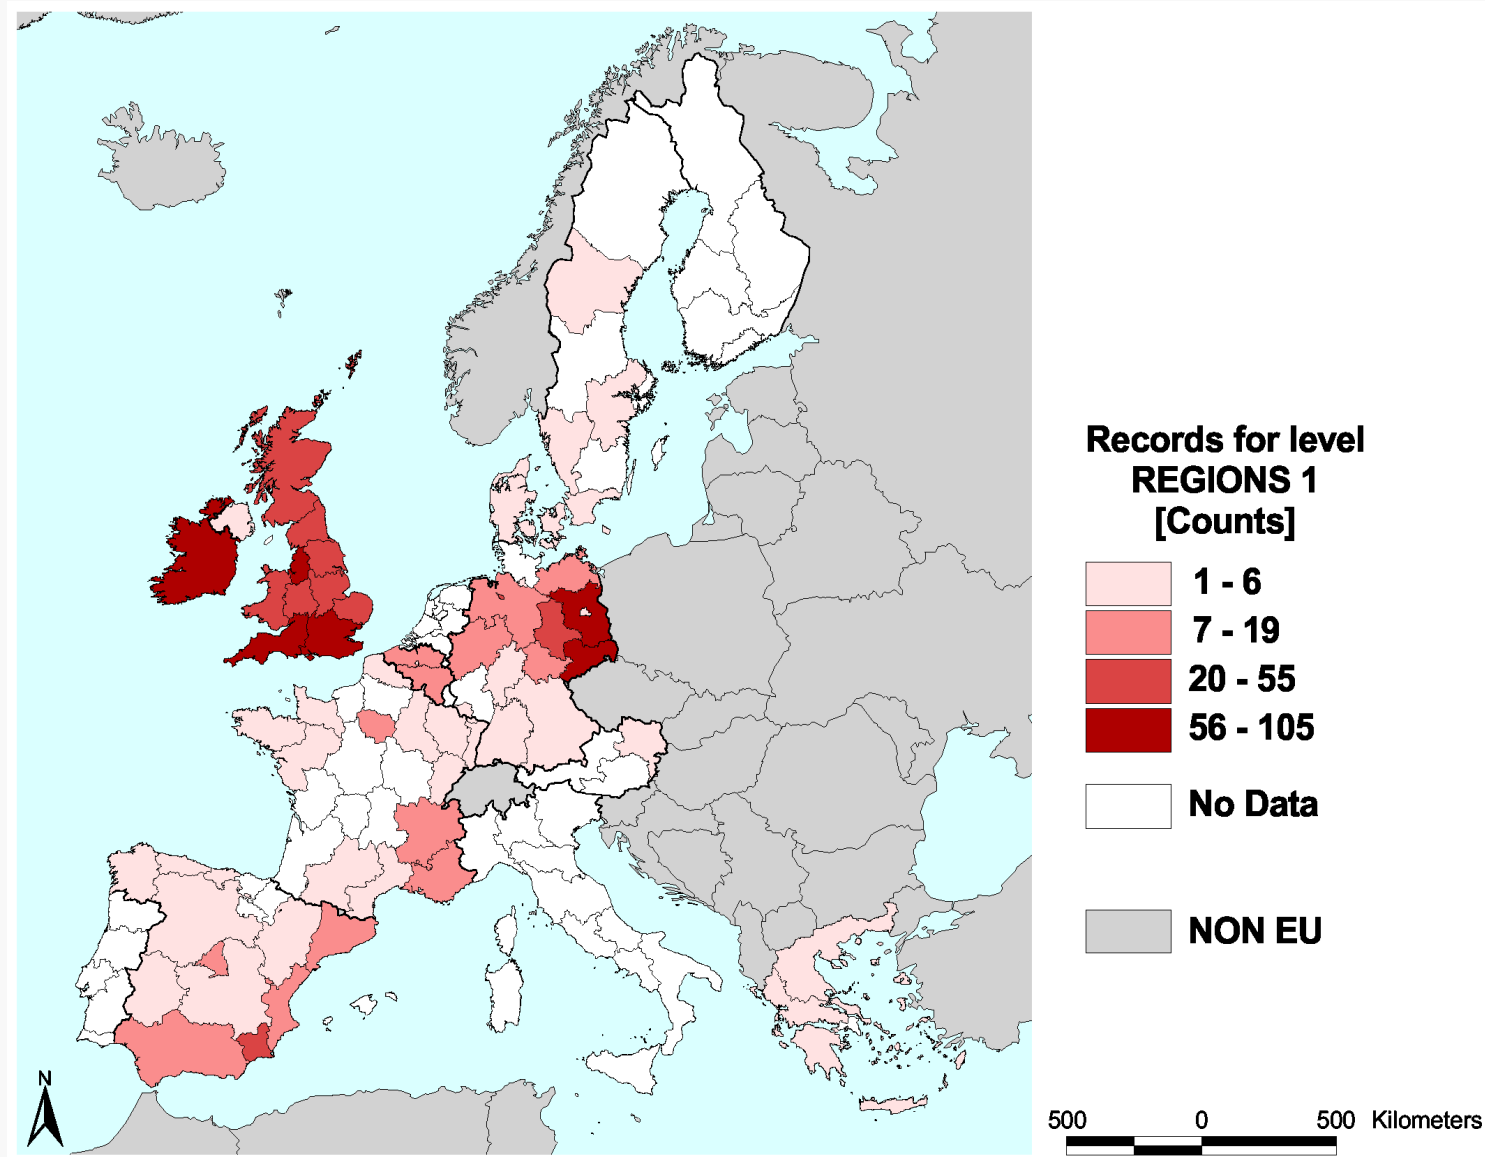 Records for level
REGIONS 1
[Counts]
1 - 6
7 - 19
20 - 55
56 - 105
No Data
NON EU
N
500 0 500 Kilometers